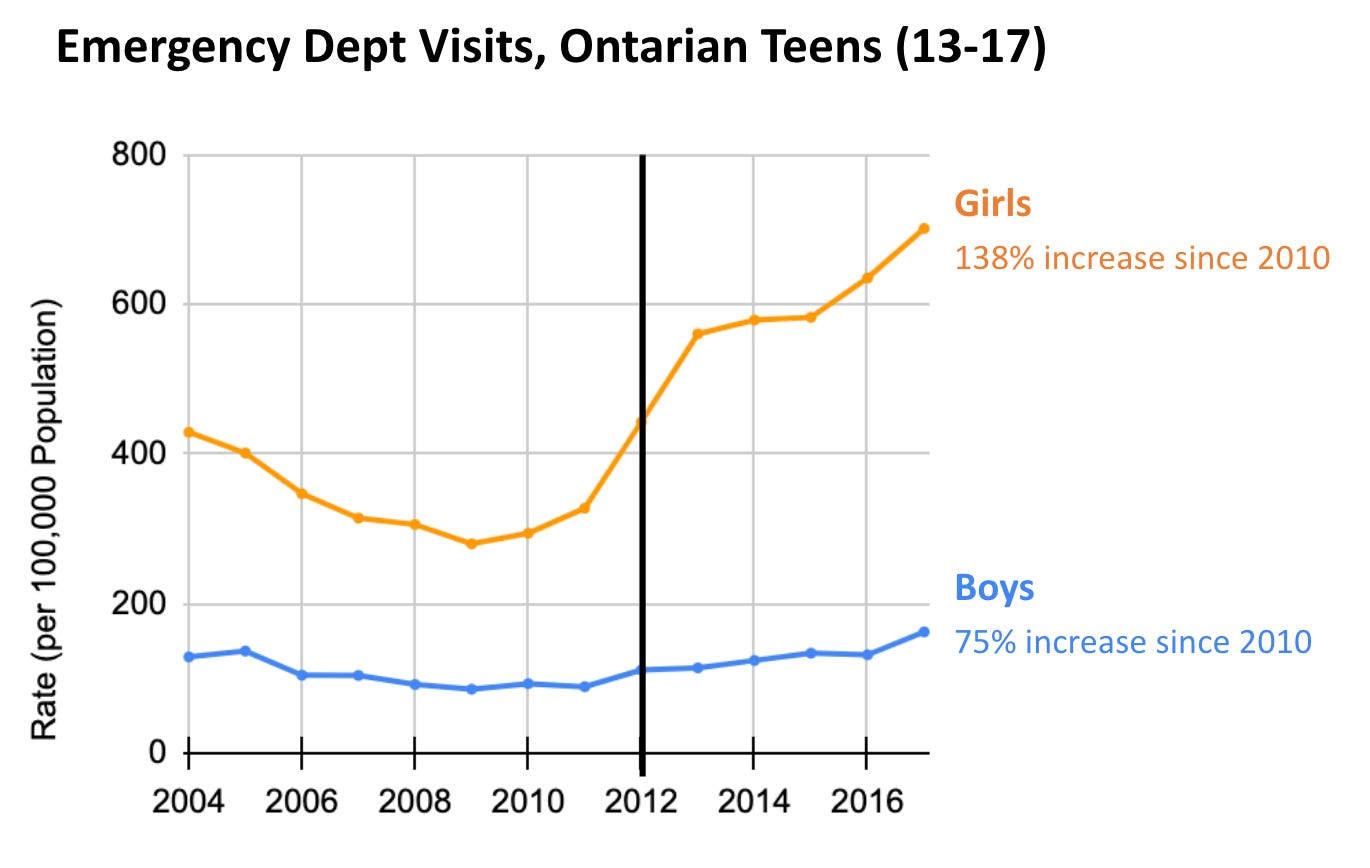 Emergency Dept Visits, Ontarian Teens (13-17)
Rate (per 100,000 Population)
800
600
400
200
0
2004 2006 2008 2010 2012 2014 2016
Girls
138% increase since 2010
Boys
75% increase since 2010